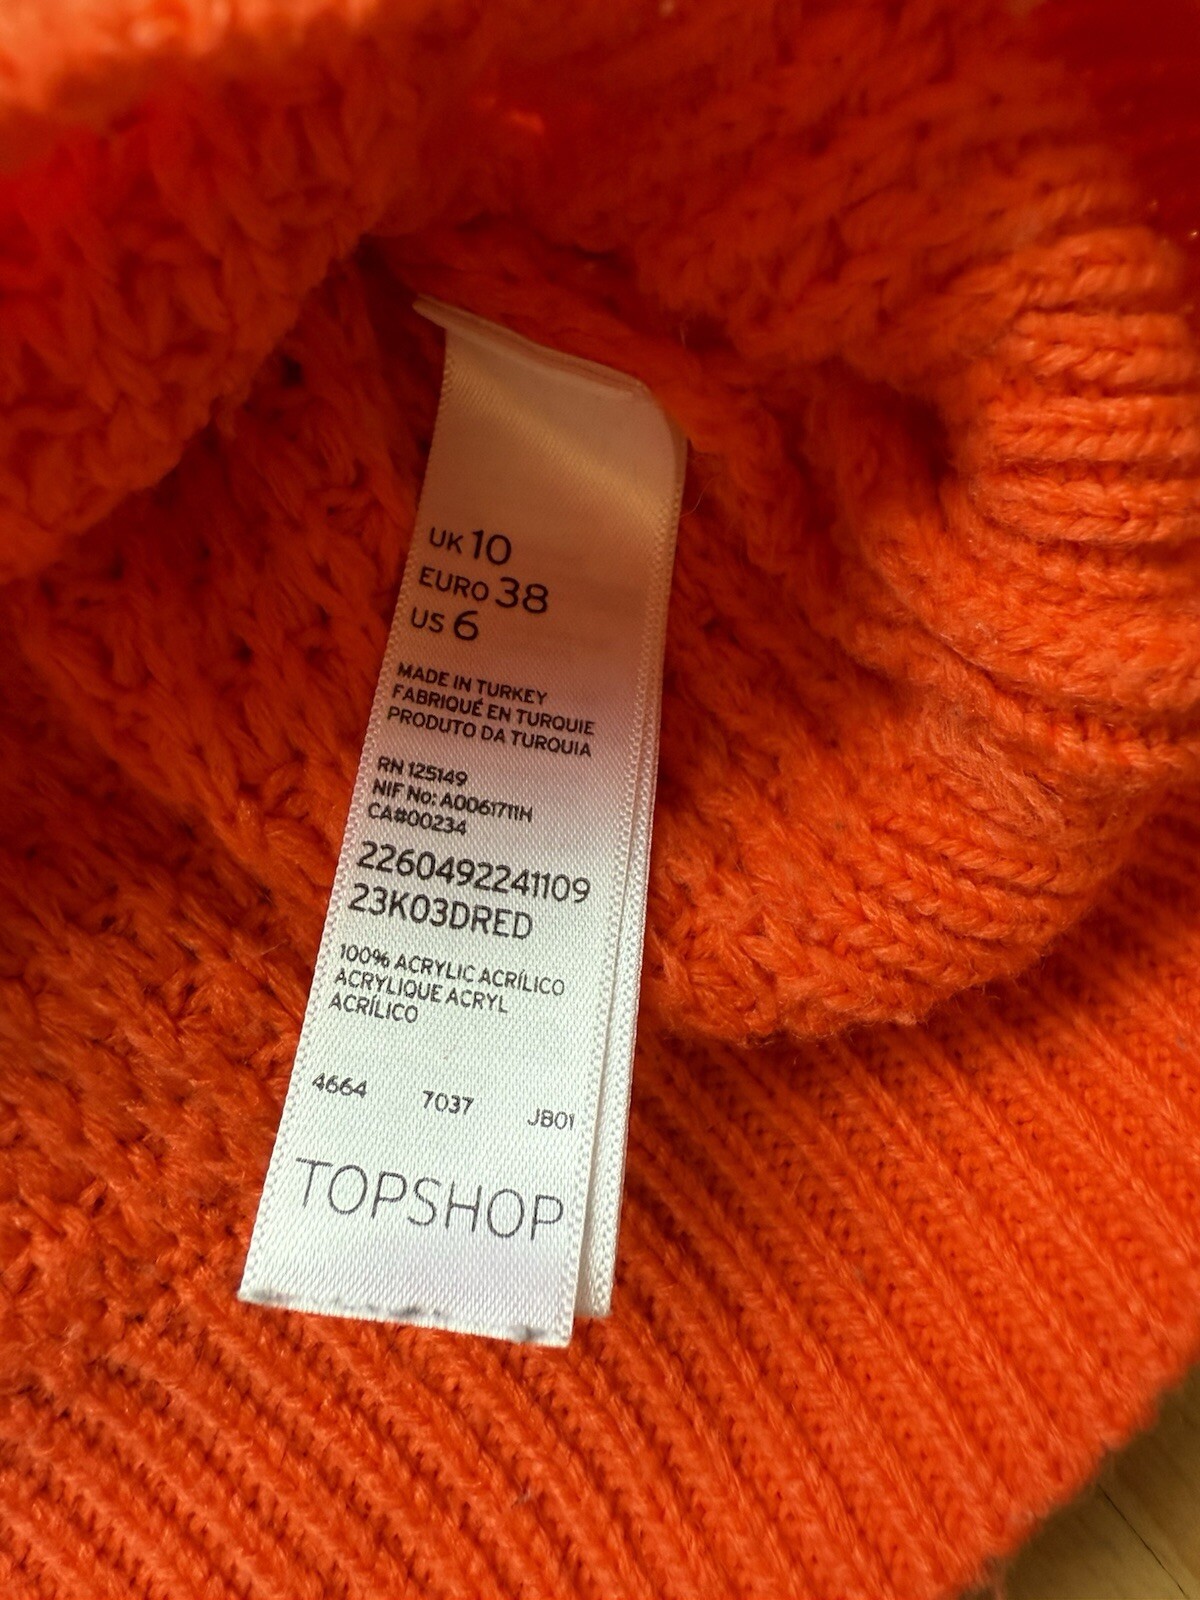 UK 10
EURO 38
US 6
MADE IN TURKEY
FABRIQUÉ EN TURQUIE
PRODUTO DA TURQUIA
RN 125149
NIF No: A0061711H
CA#00234
2260492241109
23K03DRED
100% ACRYLIC ACRÍLICO
ACRYLIQUE ACRYL
ACRÍLICO
4664 7037 JB01
TOPSHOP